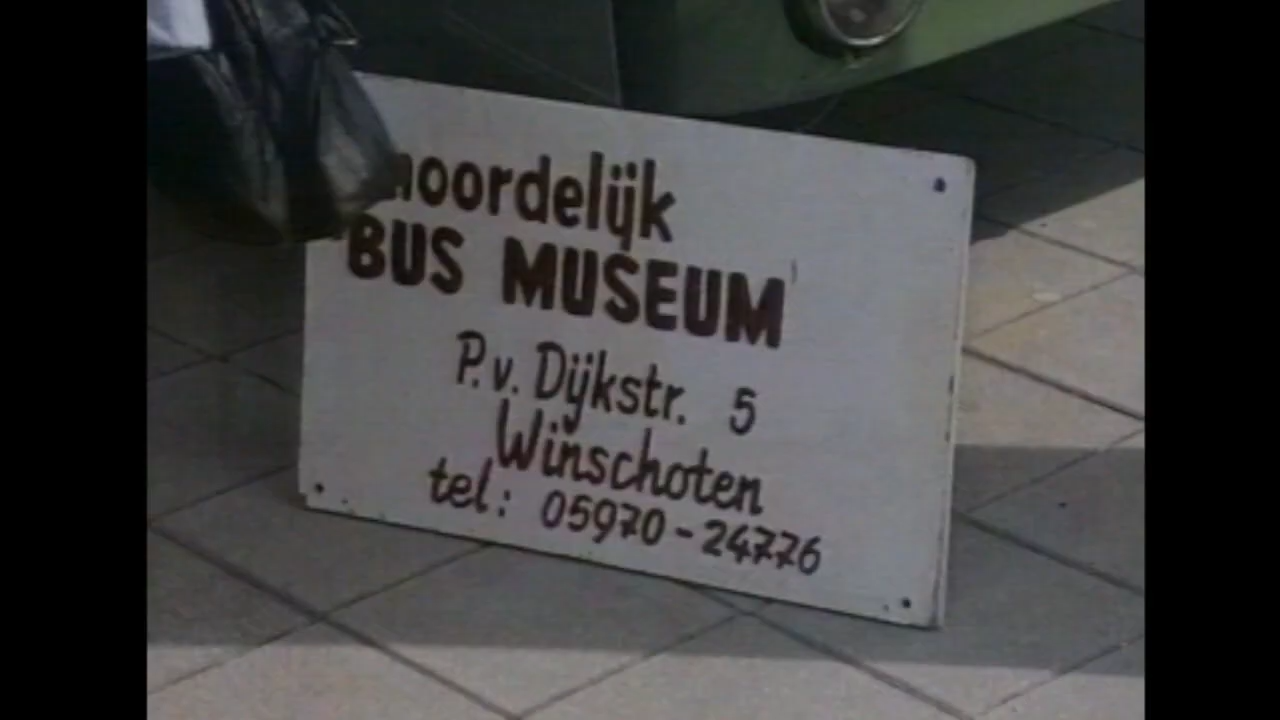 noordelijk
BUS MUSEUM
P.v. Dijkstr. 5
Winschoten
tel: 05970-24776